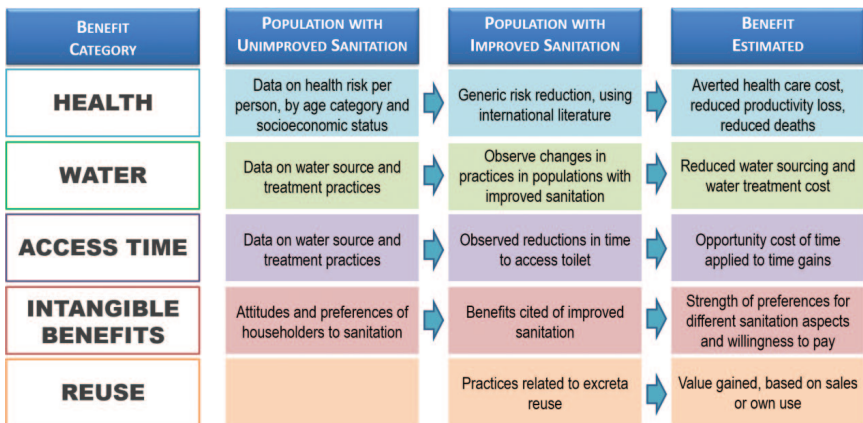 BENEFIT
CATEGORY
POPULATION WITH
UNIMPROVED SANITATION
POPULATION WITH
IMPROVED SANITATION
BENEFIT
ESTIMATED
HEALTH
Data on health risk per
person, by age category and
socioeconomic status
Generic risk reduction, using
international literature
Averted health care cost,
reduced productivity loss,
reduced deaths
WATER
Data on water source and
treatment practices
Observe changes in
practices in populations with
improved sanitation
Reduced water sourcing and
water treatment cost
ACCESS TIME
Data on water source and
treatment practices
Observed reductions in time
to access toilet
Opportunity cost of time
applied to time gains
INTANGIBLE
BENEFITS
Attitudes and preferences of
householders to sanitation
Benefits cited of improved
sanitation
Strength of preferences for
different sanitation aspects
and willingness to pay
REUSE
Practices related to excreta
reuse
Value gained, based on sales
or own use